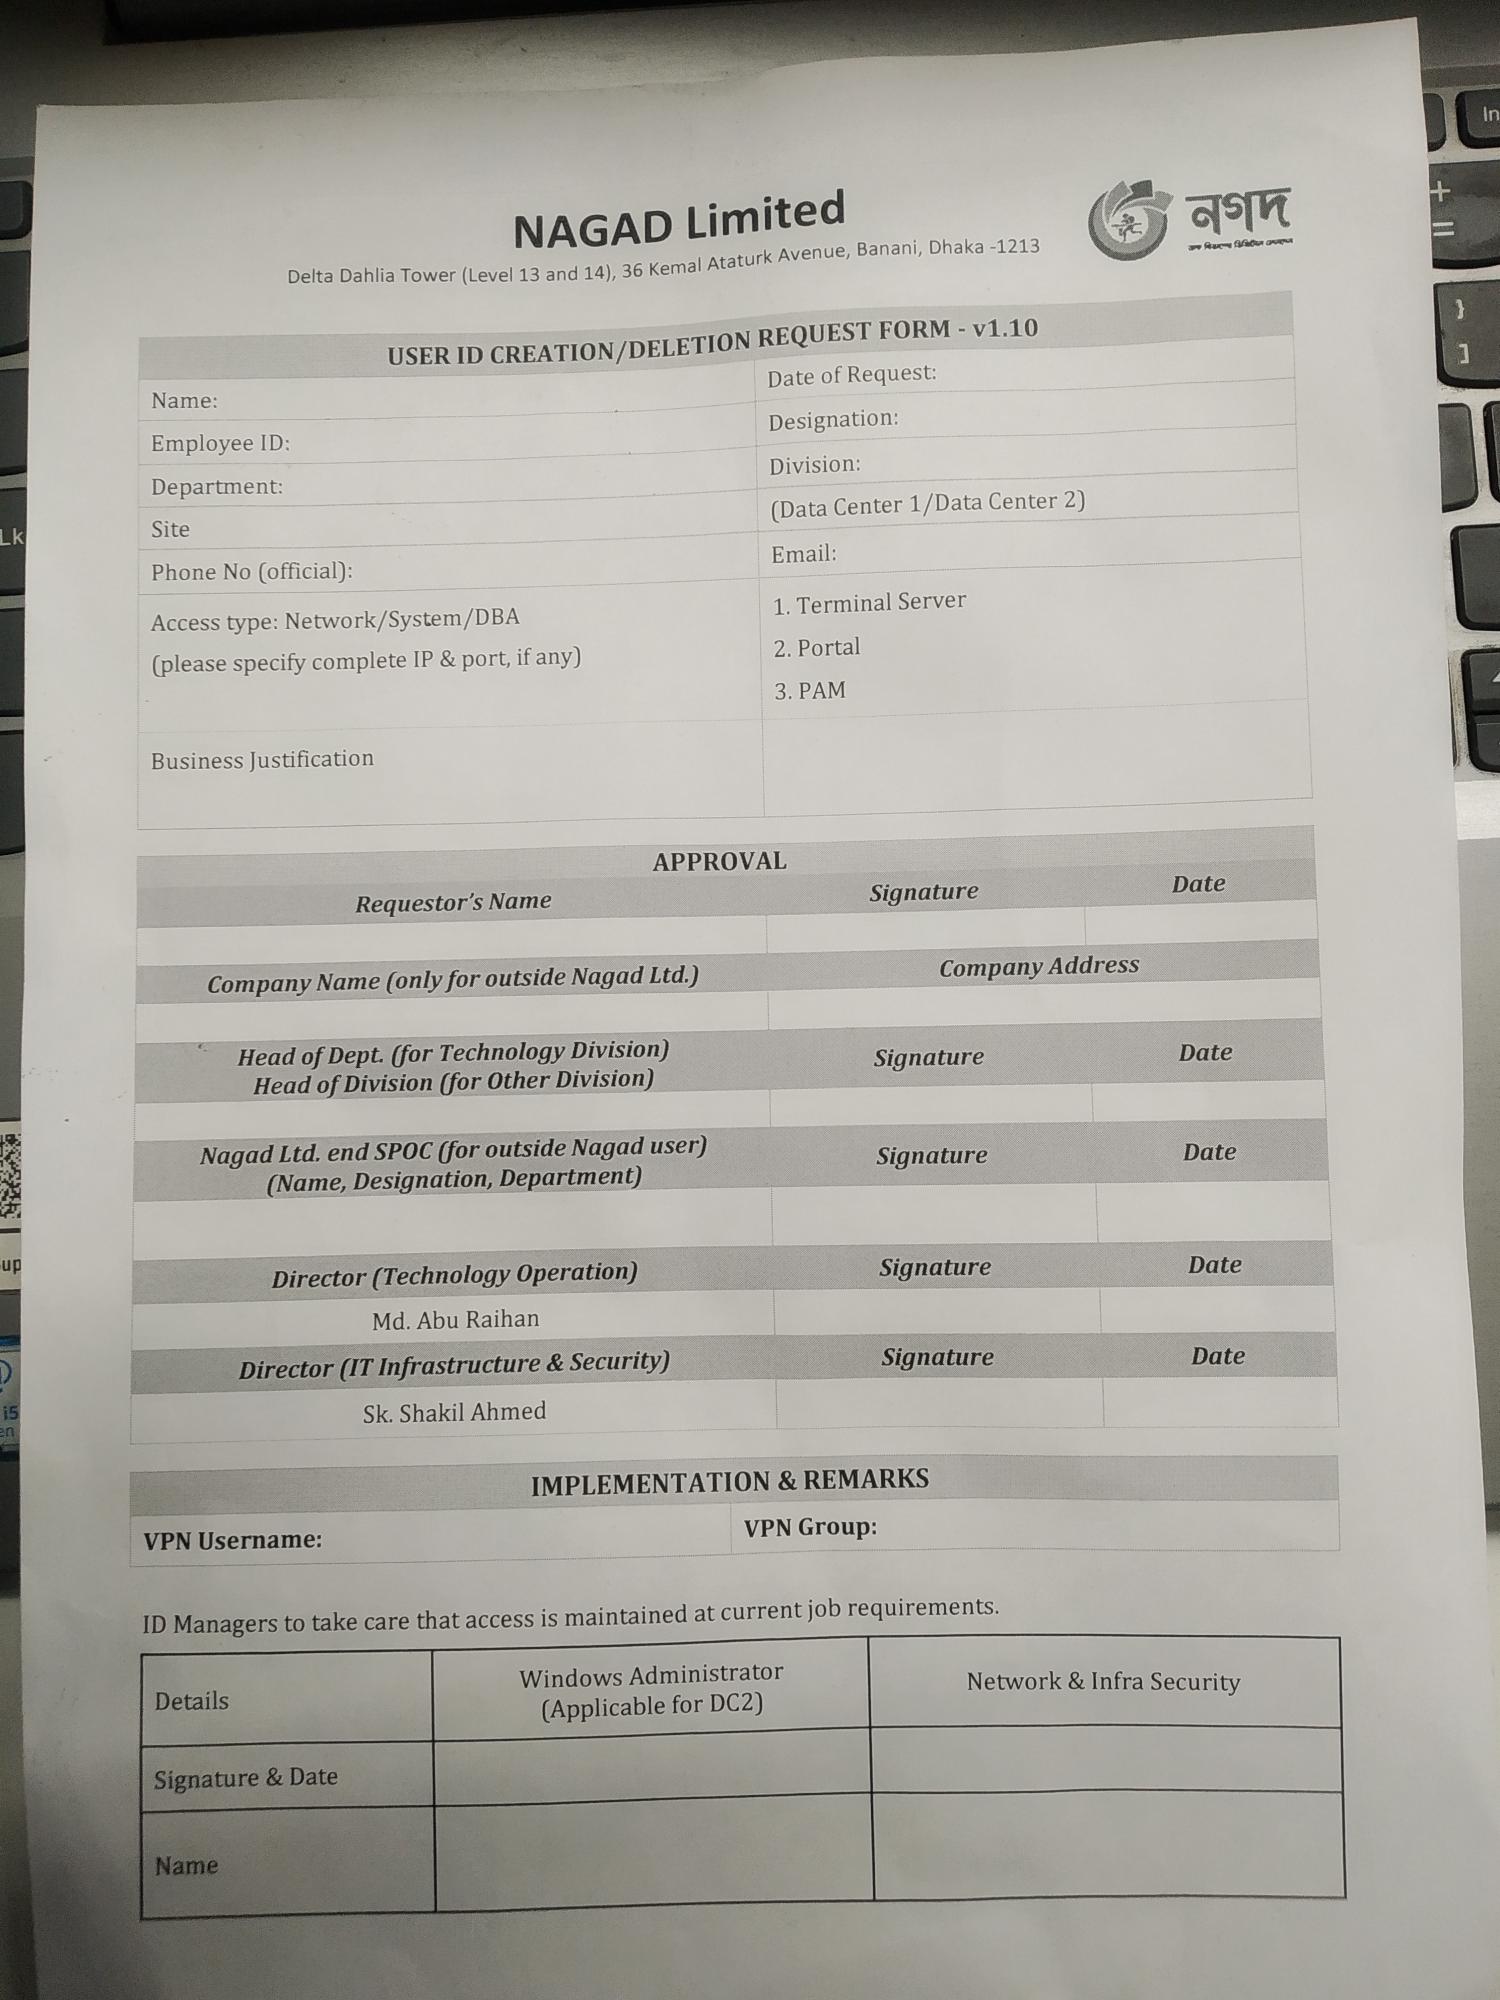 NAGAD Limited
নগদ
Delta Dahlia Tower (Level 13 and 14), 36 Kemal Ataturk Avenue, Banani, Dhaka -1213
USER ID CREATION/DELETION REQUEST FORM - v1.10
Name:
Date of Request:
Employee ID:
Designation:
Department:
Division:
Site
(Data Center 1/Data Center 2)
Phone No (official):
Email:
Access type: Network/System/DBA
(please specify complete IP & port, if any)
1. Terminal Server
2. Portal
3. PAM
Business Justification
APPROVAL
Requestor's Name
Signature
Date
Company Name (only for outside Nagad Ltd.)
Company Address
Head of Dept. (for Technology Division)
Head of Division (for Other Division)
Signature
Date
Nagad Ltd. end SPOC (for outside Nagad user)
(Name, Designation, Department)
Signature
Date
Director (Technology Operation)
Signature
Date
Md. Abu Raihan
Director (IT Infrastructure & Security)
Signature
Date
Sk. Shakil Ahmed
IMPLEMENTATION & REMARKS
VPN Username:
VPN Group:
ID Managers to take care that access is maintained at current job requirements.
Details
Windows Administrator
(Applicable for DC2)
Network & Infra Security
Signature & Date
Name
In
+
=
}
]
Lk
up
i5
en